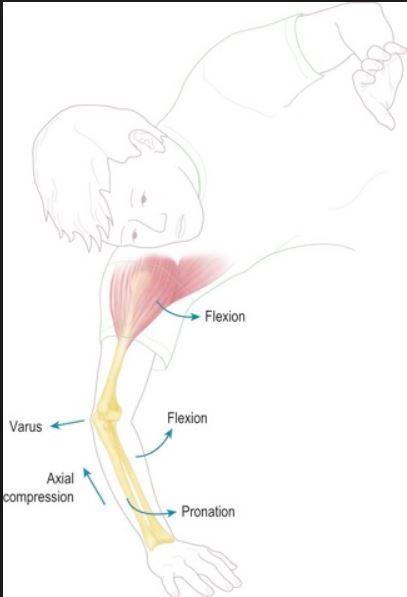 Flexion
Flexion
Varus
Axial
compression
Pronation